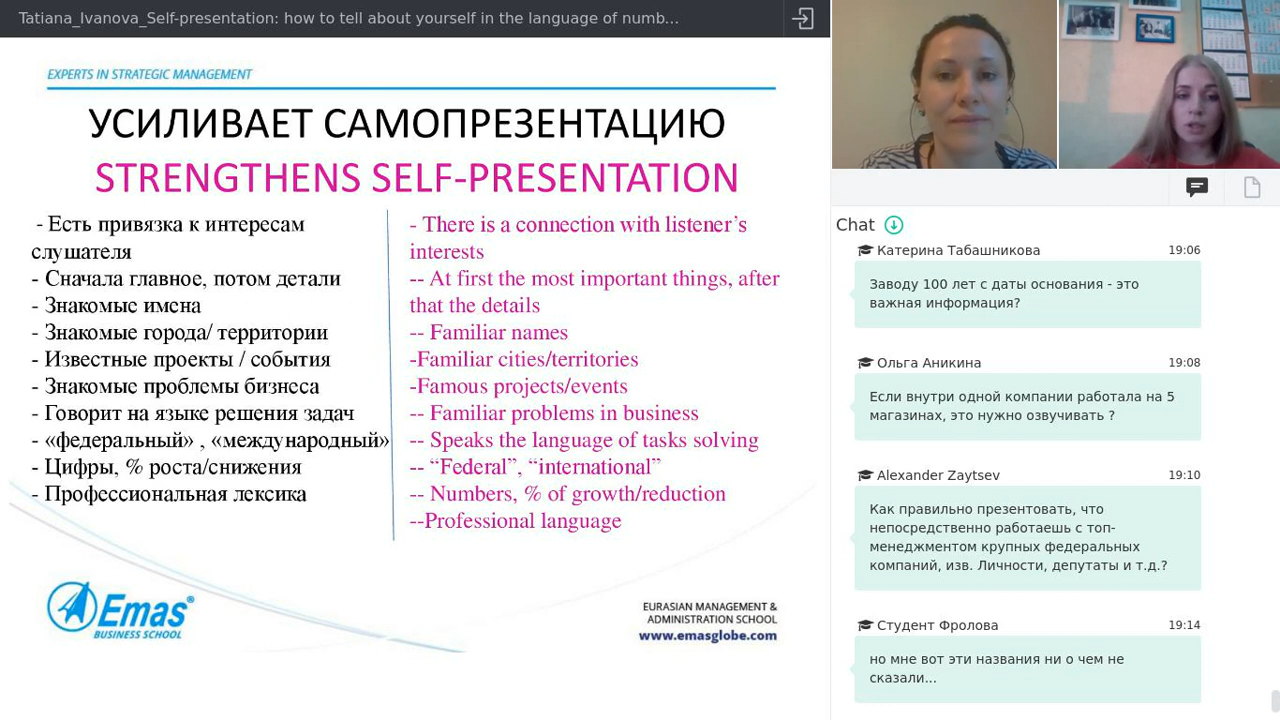 Tatiana_Ivanova_Self-presentation: how to tell about yourself in the language of numb...
EXPERTS IN STRATEGIC MANAGEMENT
УСИЛИВАЕТ САМОПРЕЗЕНТАЦИЮ
STRENGTHENS SELF-PRESENTATION
- Есть привязка к интересам
слушателя
- Сначала главное, потом детали
- Знакомые имена
- Знакомые города/ территории
- Известные проекты / события
- Знакомые проблемы бизнеса
- Говорит на языке решения задач
- «федеральный» , «международный»
- Цифры, % роста/снижения
- Профессиональная лексика
- There is a connection with listener’s
interests
-- At first the most important things, after
that the details
-- Familiar names
-Familiar cities/territories
-Famous projects/events
-- Familiar problems in business
-- Speaks the language of tasks solving
-- “Federal”, “international”
-- Numbers, % of growth/reduction
--Professional language
Emas®
BUSINESS SCHOOL
EURASIAN MANAGEMENT &
ADMINISTRATION SCHOOL
www.emasglobe.com
Chat
Катерина Табашникова 19:06
Заводу 100 лет с даты основания - это
важная информация?
Ольга Аникина 19:08
Если внутри одной компании работала на 5
магазинах, это нужно озвучивать ?
Alexander Zaytsev 19:10
Как правильно презентовать, что
непосредственно работаешь с топ-
менеджментом крупных федеральных
компаний, изв. Личности, депутаты и т.д.?
Студент Фролова 19:14
но мне вот эти названия ни о чем не
сказали...